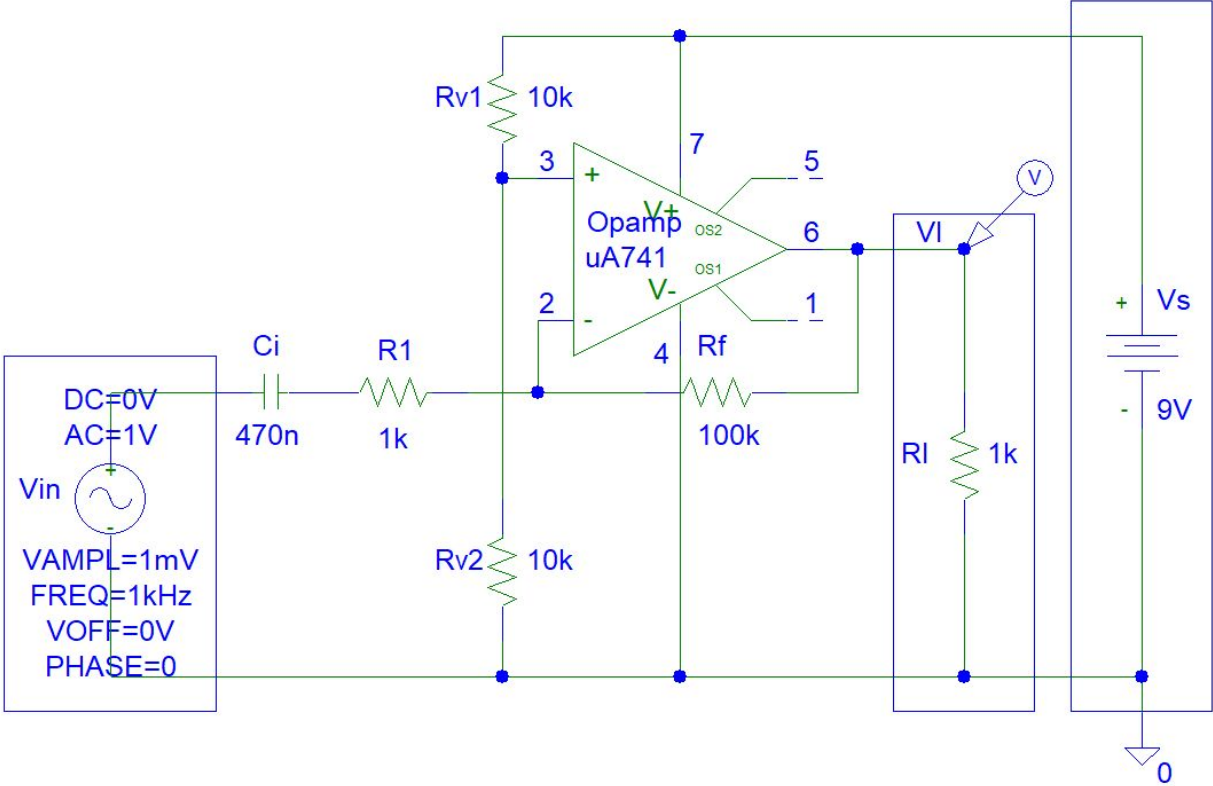 Rv1
10k
7
3
5
+
V
V+
Opamp
OS2
6
Vl
uA741
OS1
+
Vs
V-
2
1
-
Ci
R1
4
Rf
DC=0V
-
9V
AC=1V
470n
1k
100k
Rl
1k
+
Vin
-
VAMPL=1mV
Rv2
10k
FREQ=1kHz
VOFF=0V
PHASE=0
0